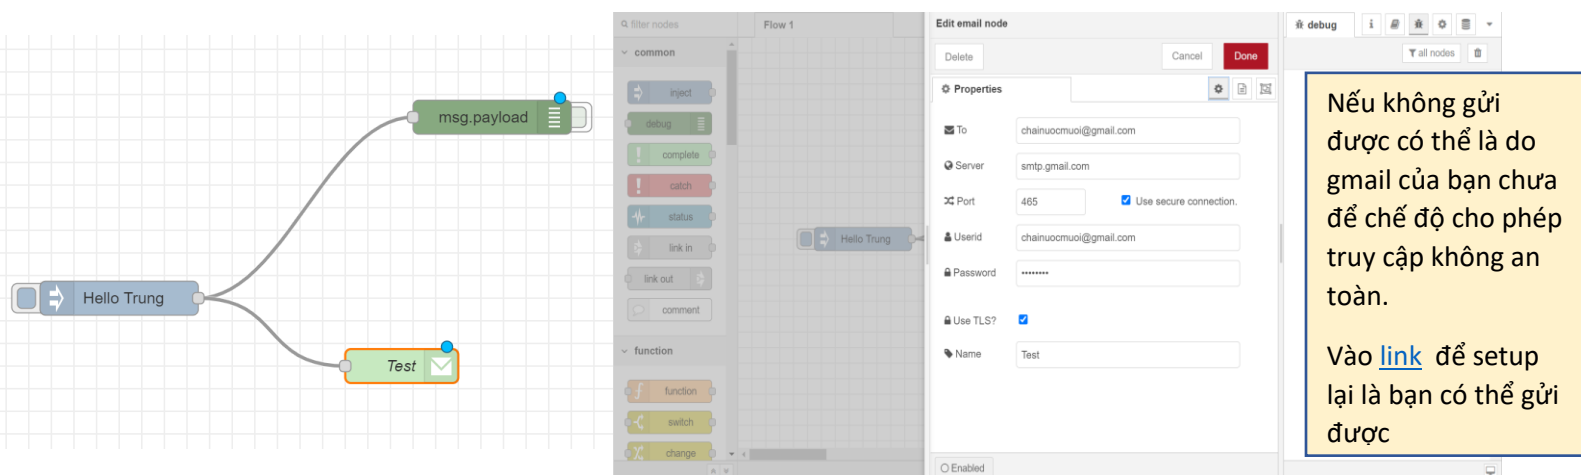 msg.payload
Hello Trung
Test
filter nodes
Flow 1
common
inject
debug
complete
catch
status
link in
link out
comment
function
function
switch
change
Hello Trung
Edit email node
Delete
Cancel
Done
Properties
To
chainuocmuoi@gmail.com
Server
smtp.gmail.com
Port
465
Use secure connection.
Userid
chainuocmuoi@gmail.com
Password
••••••••
Use TLS?
Name
Test
Enabled
debug
i
all nodes
Nếu không gửi
được có thể là do
gmail của bạn chưa
để chế độ cho phép
truy cập không an
toàn.
Vào link để setup
lại là bạn có thể gửi
được